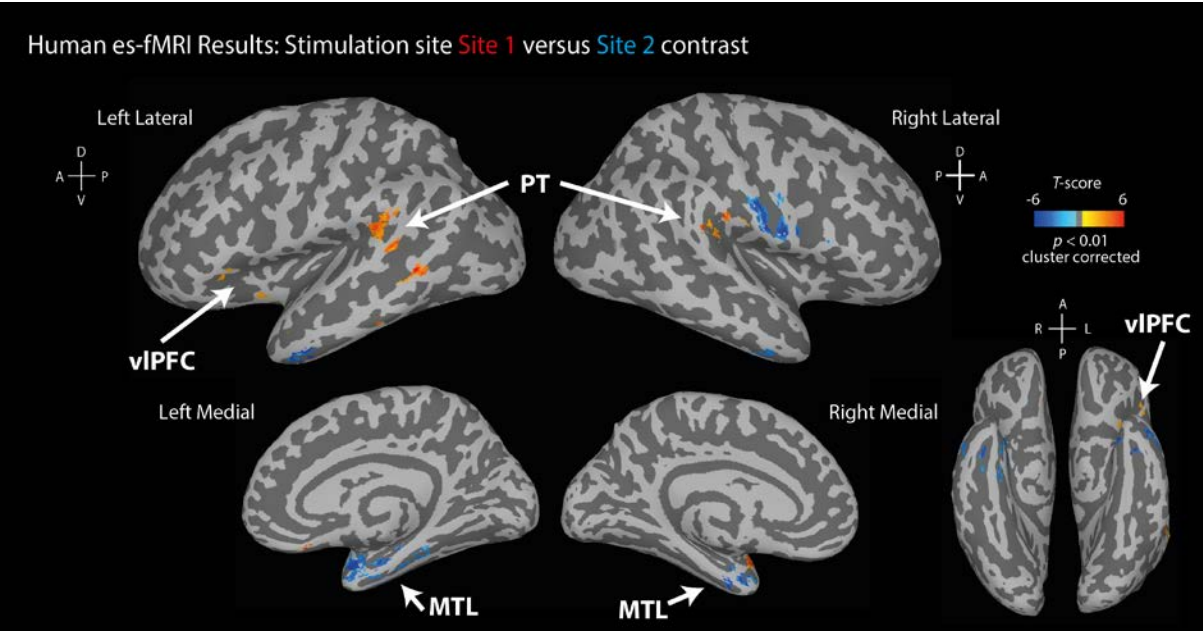 Human es-fMRI Results: Stimulation site Site 1 versus Site 2 contrast
Left Lateral
Right Lateral
D
A P
V
PT
D
P A
V
T-score
-6 6
p < 0.01
cluster corrected
vlPFC
A
R L
P
vlPFC
Left Medial
Right Medial
MTL
MTL